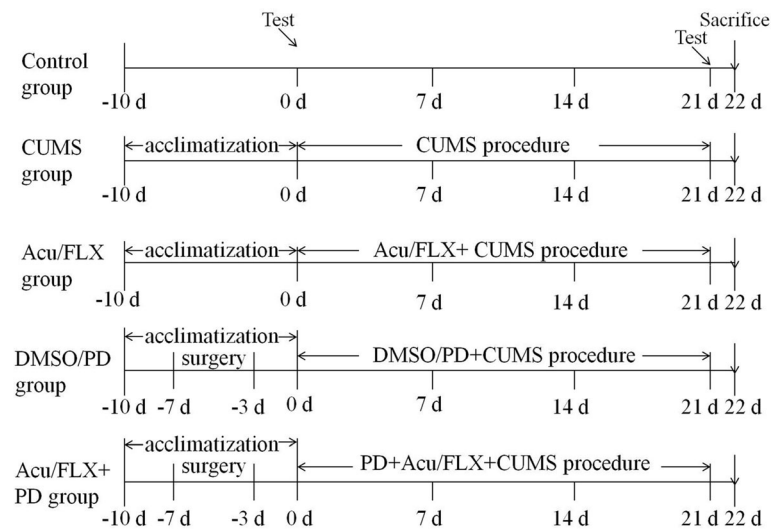 Test
Sacrifice
Test
Control
group
-10 d 0 d 7 d 14 d 21 d 22 d
acclimatization CUMS procedure
CUMS
group
-10 d 0 d 7 d 14 d 21 d 22 d
acclimatization Acu/FLX+ CUMS procedure
Acu/FLX
group
-10 d 0 d 7 d 14 d 21 d 22 d
acclimatization
surgery DMSO/PD+CUMS procedure
DMSO/PD
group
-10 d -7 d -3 d 0 d 7 d 14 d 21 d 22 d
acclimatization
surgery PD+Acu/FLX+CUMS procedure
Acu/FLX+
PD group
-10 d -7 d -3 d 0 d 7 d 14 d 21 d 22 d